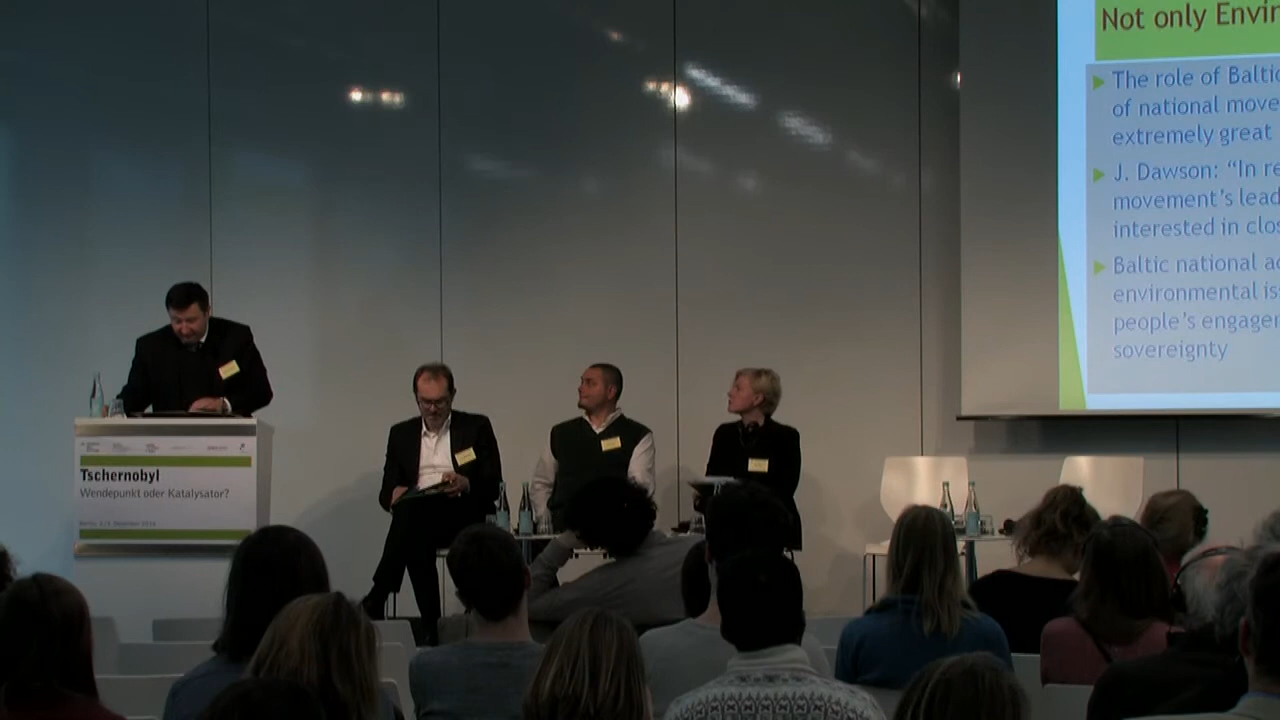 Not only Envir
The role of Baltic
of national move
extremely great
J. Dawson: “In re
movement’s lead
interested in clos
Baltic national ac
environmental is
people’s engagem
sovereignty
Tschernobyl
Wendepunkt oder Katalysator?